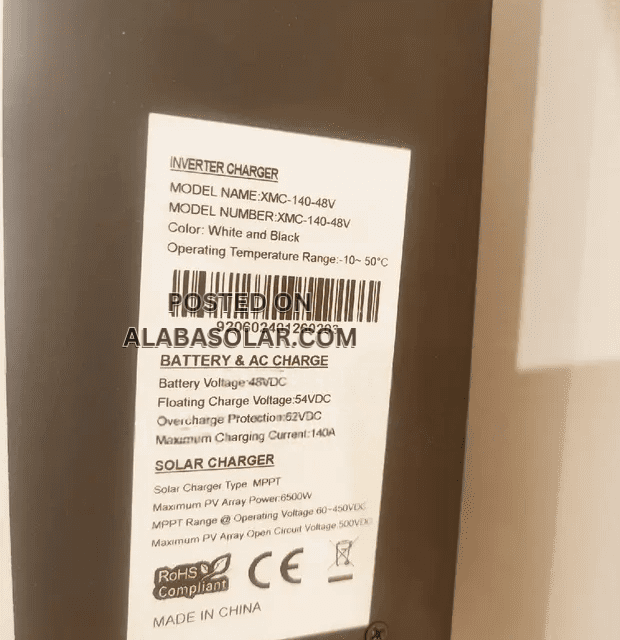 INVERTER CHARGER
MODEL NAME:XMC-140-48V
MODEL NUMBER:XMC-140-48V
Color: White and Black
Operating Temperature Range:-10~ 50°C
POSTED ON
ALABASOLAR.COM
BATTERY & AC CHARGE
Battery Voltage:48VDC
Floating Charge Voltage:54VDC
Overcharge Protection:62VDC
Maximum Charging Current:140A
SOLAR CHARGER
Solar Charger Type MPPT
Maximum PV Array Power:6500W
MPPT Range @ Operating Voltage 60~450VDC
Maximum PV Array Open Circuit Voltage 500VDC
RoHS
Compliant
CE
MADE IN CHINA